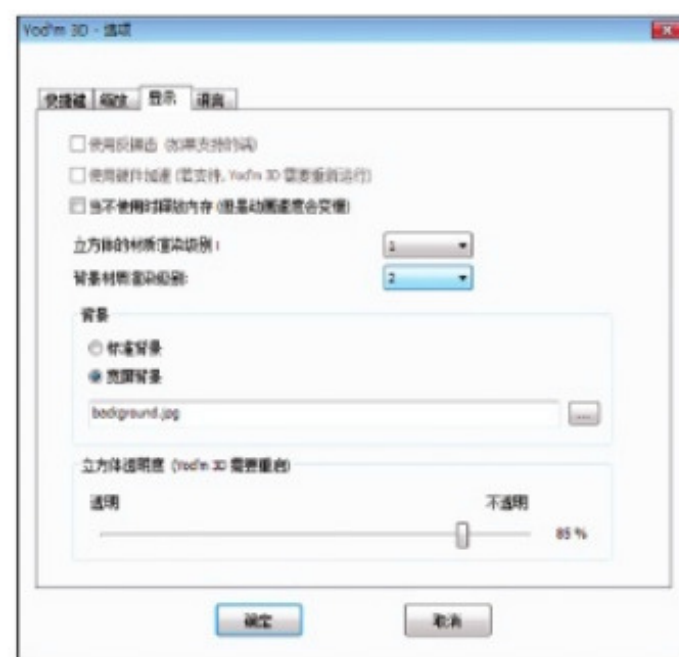 Yod'm 3D - 选项
快捷键 缩放 显示 语言
使用反锯齿 (如果支持的话)
使用硬件加速 (若支持, Yod'm 3D 需要重新运行)
当不使用时释放内存 (但是动画速度会变慢)
立方体的材质渲染级别: 1
背景材质渲染级别: 2
背景
标准背景
宽屏背景
background.jpg ...
立方体透明度 (Yod'm 3D 需要重启)
透明 不透明
85 %
确定 取消